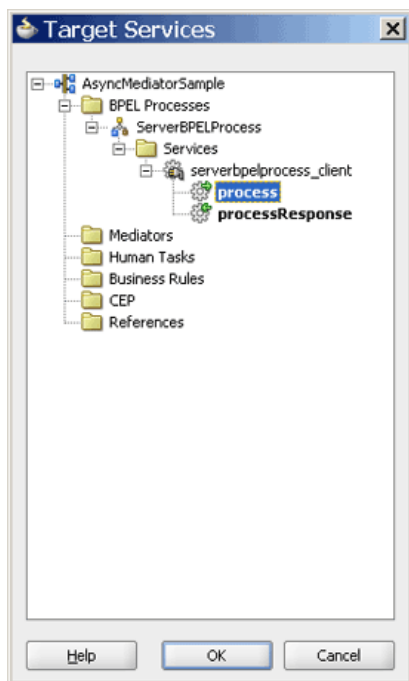 Target Services
AsyncMediatorSample
BPEL Processes
ServerBPELProcess
Services
serverbpelprocess_client
process
processResponse
Mediators
Human Tasks
Business Rules
CEP
References
Help OK Cancel